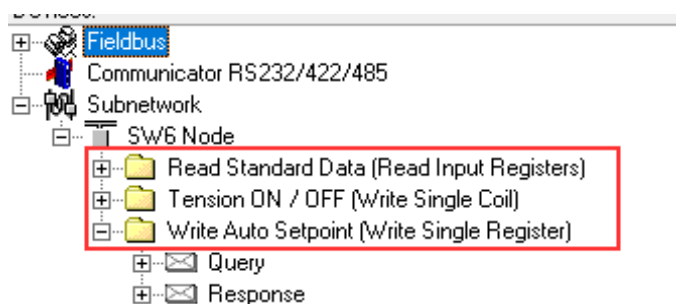 Fieldbus
Communicator RS232/422/485
Subnetwork
SW6 Node
Read Standard Data (Read Input Registers)
Tension ON / OFF (Write Single Coil)
Write Auto Setpoint (Write Single Register)
Query
Response